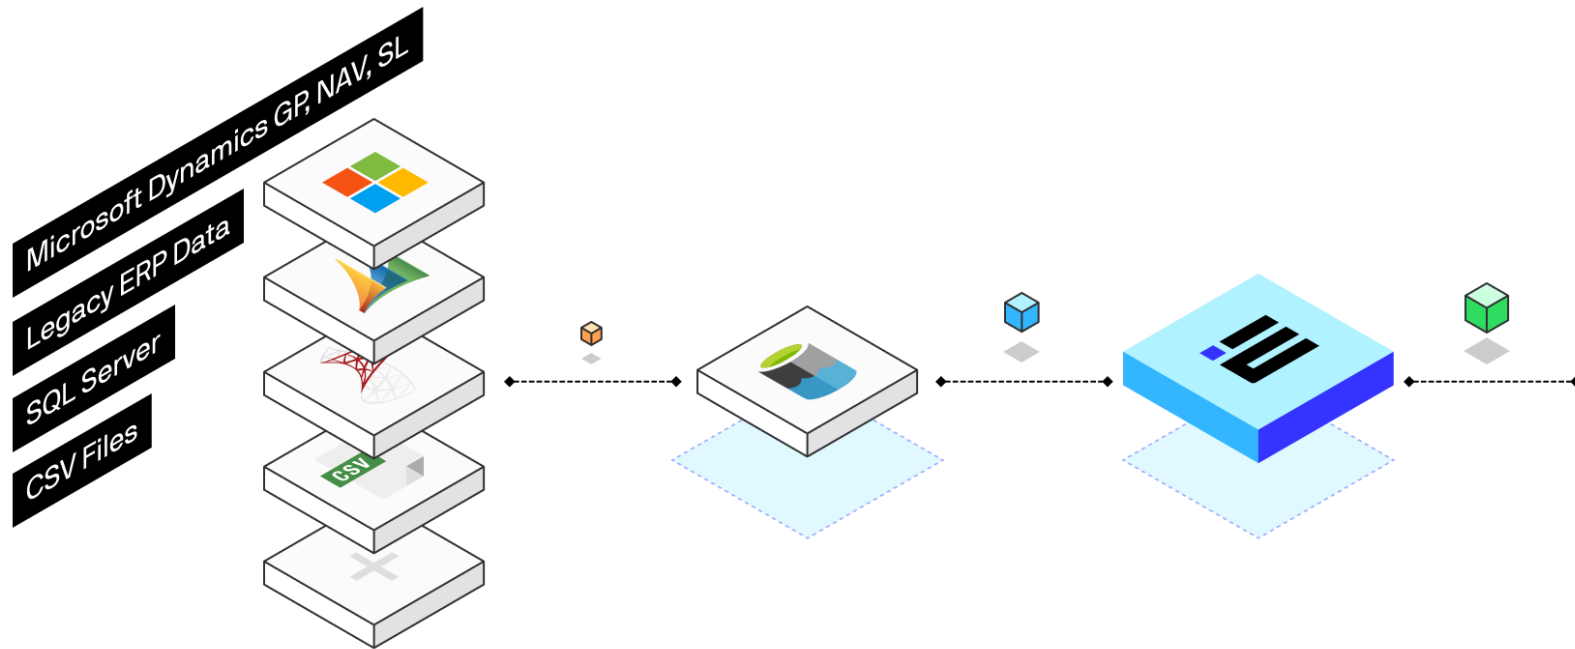 Microsoft Dynamics GP, NAV, SL
Legacy ERP Data
SQL Server
CSV Files
CSV